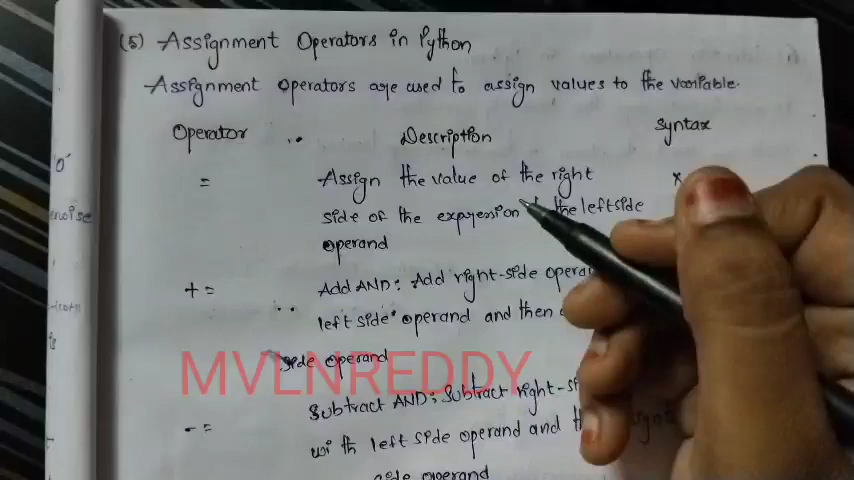 (5) Assignment Operators in Python
Assignment operators are used to assign values to the variable.
Operator .. Description Syntax
= Assign the value of the right
side of the expression the leftside
operand
+= Add AND: Add right-side
left side operand and then
side operand
MVLNREDDY
-= Subtract AND: Subtract
with left side operand and
side operand